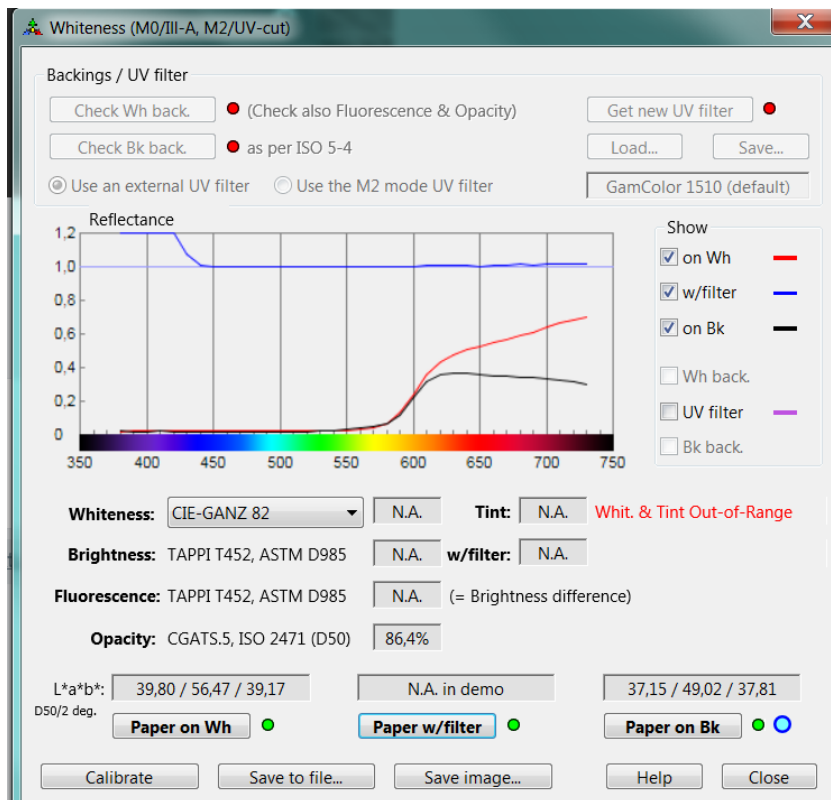 Whiteness (M0/Ill-A, M2/UV-cut)
Backings / UV filter
Check Wh back. (Check also Fluorescence & Opacity) Get new UV filter
Check Bk back. as per ISO 5-4 Load... Save...
Use an external UV filter Use the M2 mode UV filter GamColor 1510 (default)
Reflectance
Show
1,2
1,0
0,8
0,6
0,4
0,2
0
350 400 450 500 550 600 650 700 750
on Wh
w/filter
on Bk
Wh back.
UV filter
Bk back.
Whiteness: CIE-GANZ 82 N.A. Tint: N.A. Whit. & Tint Out-of-Range
Brightness: TAPPI T452, ASTM D985 N.A. w/filter: N.A.
Fluorescence: TAPPI T452, ASTM D985 N.A. (= Brightness difference)
Opacity: CGATS.5, ISO 2471 (D50) 86,4%
L*a*b*: 39,80 / 56,47 / 39,17 N.A. in demo 37,15 / 49,02 / 37,81
D50/2 deg.
Paper on Wh Paper w/filter Paper on Bk
Calibrate Save to file... Save image... Help Close